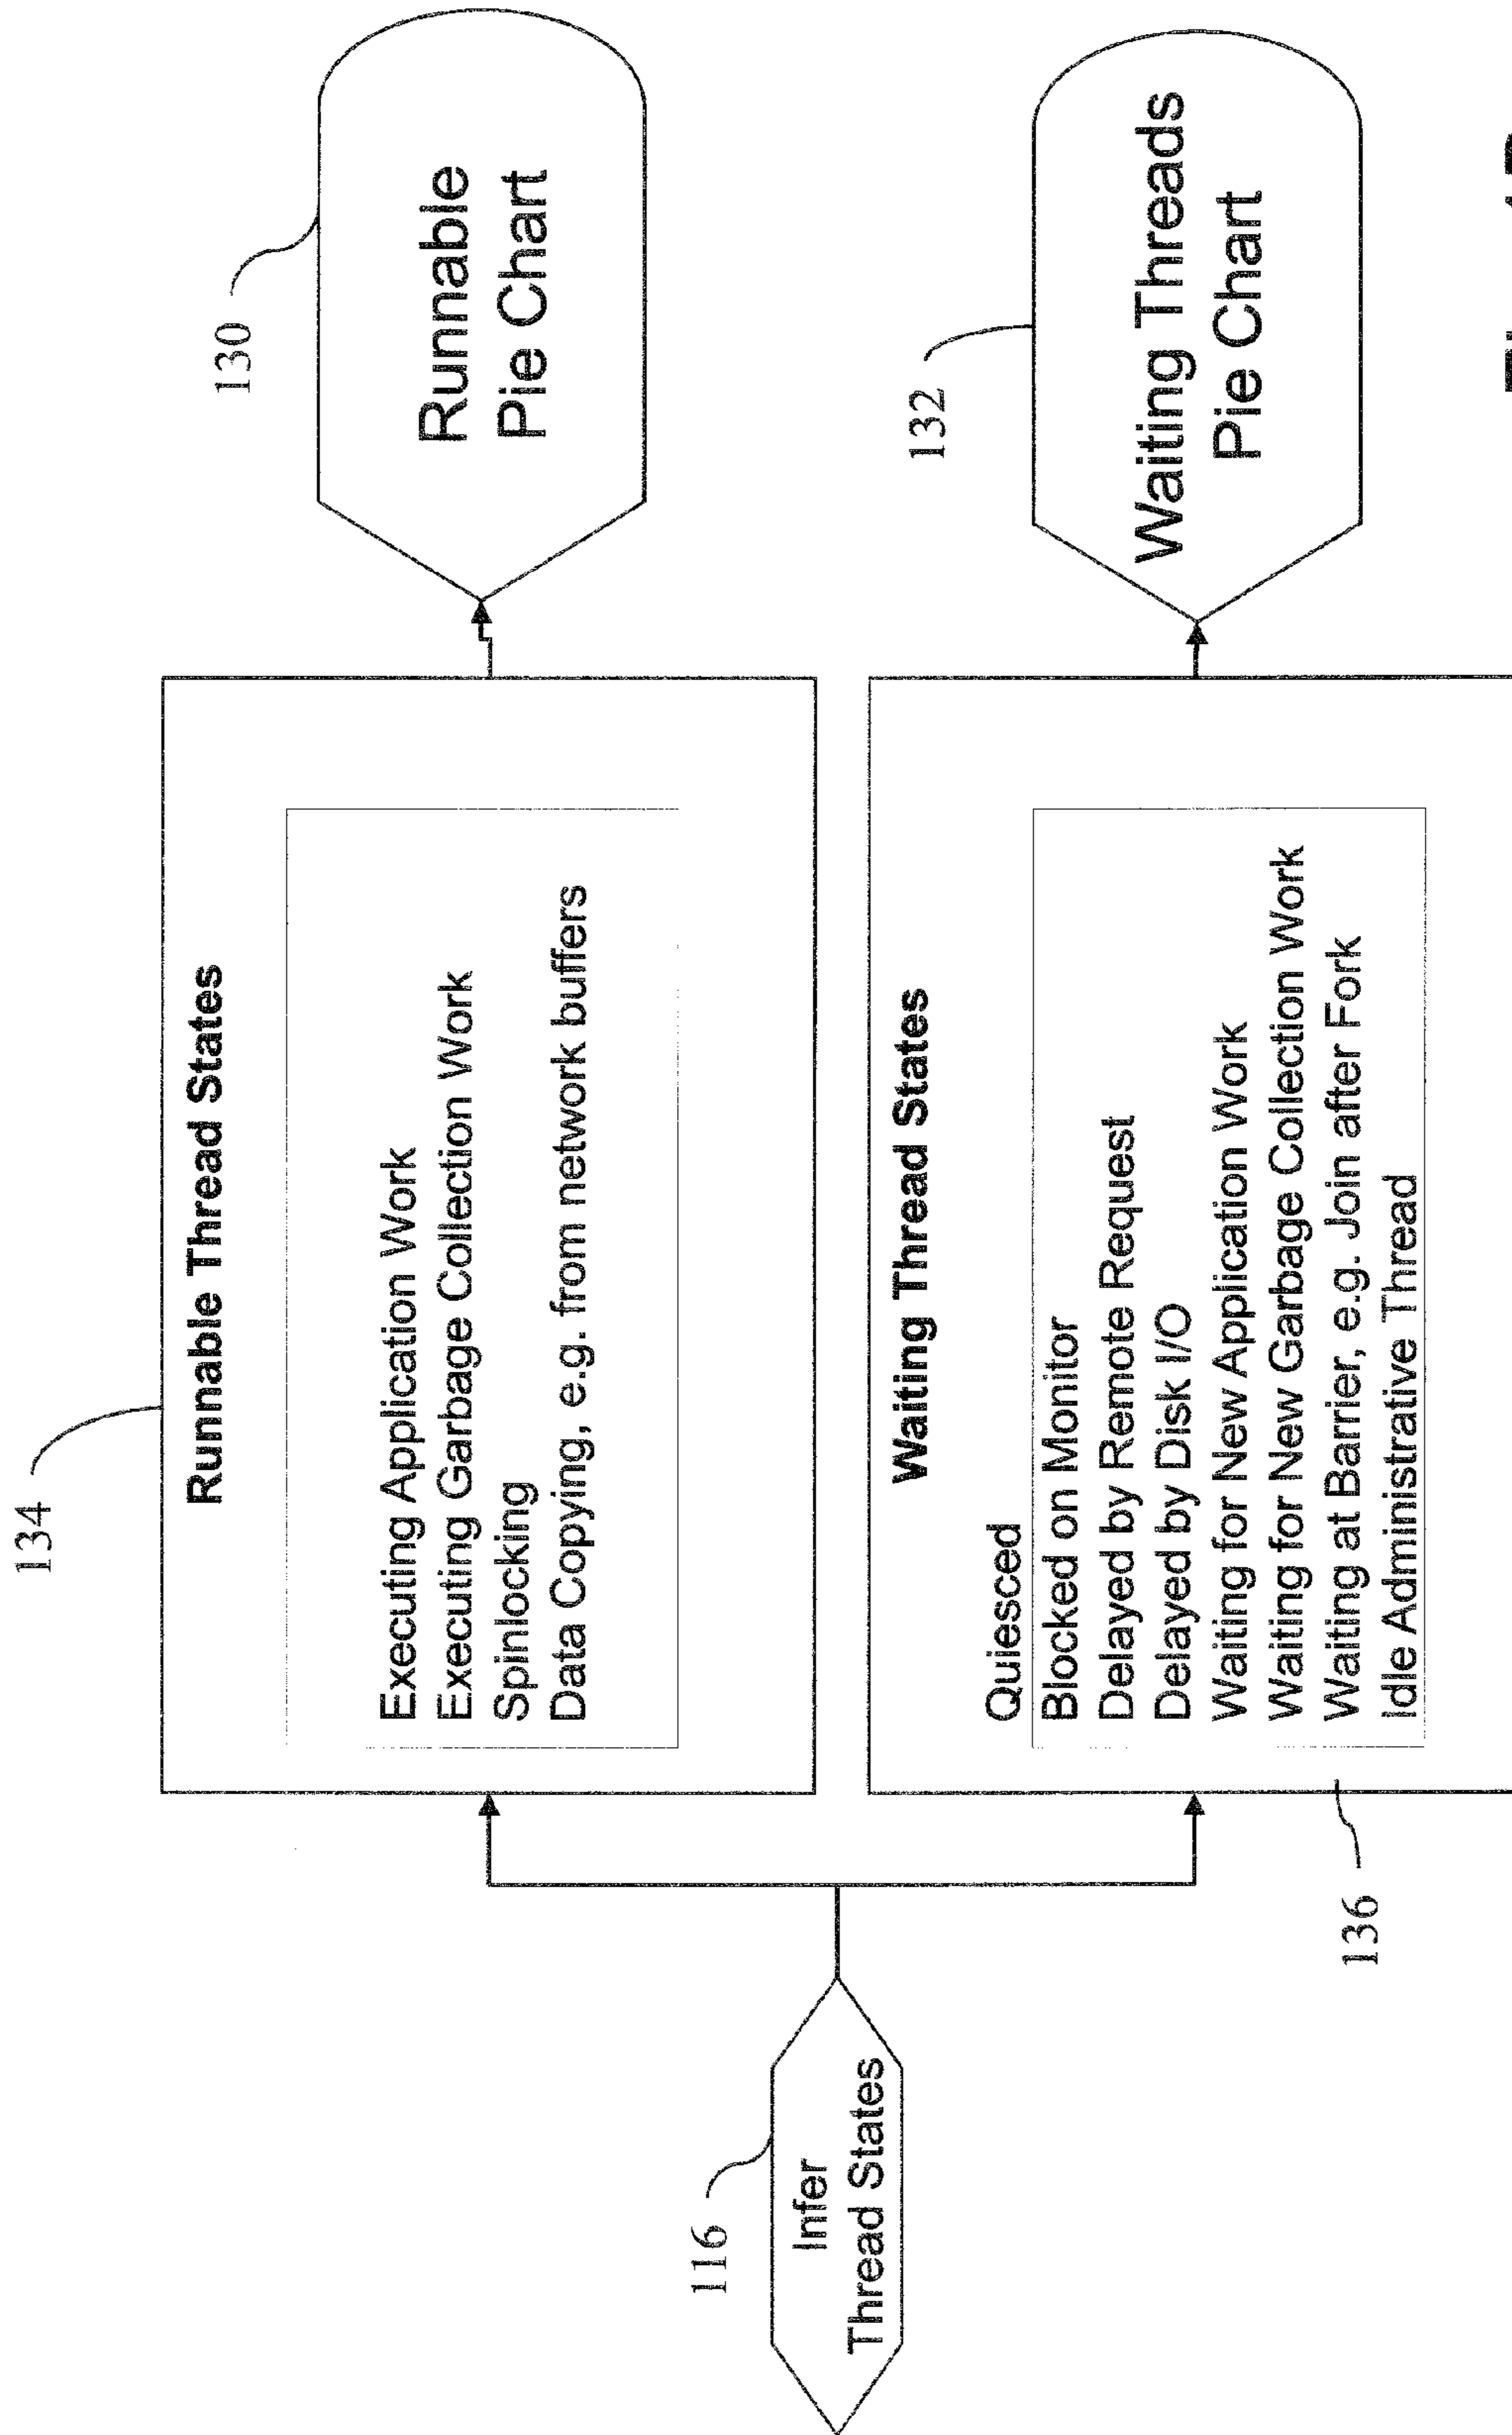 134
Runnable Thread States
Executing Application Work
Executing Garbage Collection Work
Spinlocking
Data Copying, e.g. from network buffers
130
Runnable
Pie Chart
116
Infer
Thread States
Waiting Thread States
Quiesced
Blocked on Monitor
Delayed by Remote Request
Delayed by Disk I/O
Waiting for New Application Work
Waiting for New Garbage Collection Work
Waiting at Barrier, e.g. Join after Fork
Idle Administrative Thread
136
132
Waiting Threads
Pie Chart